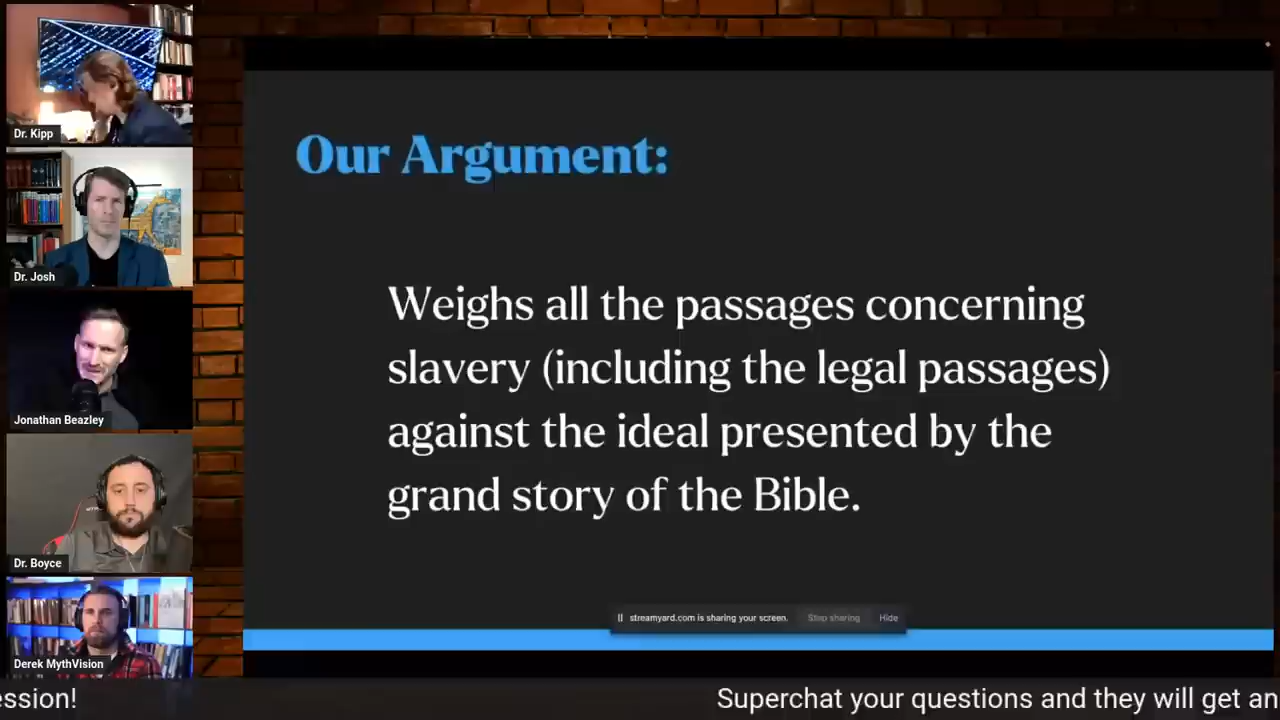 Dr. Kipp
Dr. Josh
Jonathan Beazley
Dr. Boyce
Derek MythVision
Our Argument:
Weighs all the passages concerning
slavery (including the legal passages)
against the ideal presented by the
grand story of the Bible.
streamyard.com is sharing your screen.
Stop sharing
Hide
ession!
Superchat your questions and they will get an